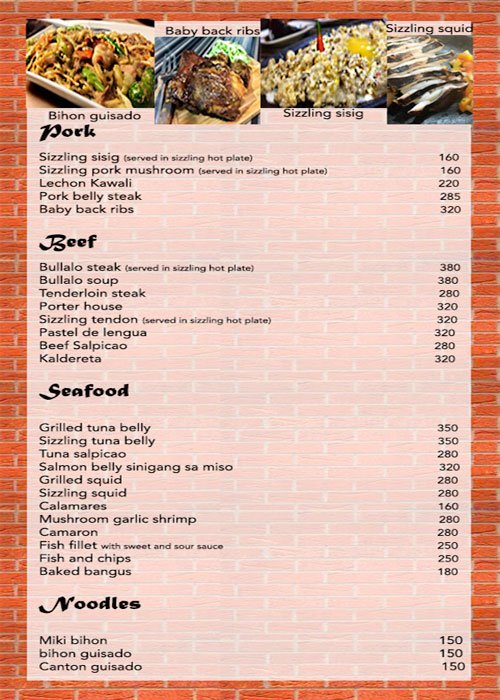 Baby back ribs
Sizzling squid
Bihon guisado
Sizzling sisig
Pork
Sizzling sisig (served in sizzling hot plate) 160
Sizzling pork mushroom (served in sizzling hot plate) 160
Lechon Kawali 220
Pork belly steak 285
Baby back ribs 320
Beef
Bullalo steak (served in sizzling hot plate) 380
Bullalo soup 380
Tenderloin steak 280
Porter house 320
Sizzling tendon (served in sizzling hot plate) 320
Pastel de lengua 320
Beef Salpicao 280
Kaldereta 320
Seafood
Grilled tuna belly 350
Sizzling tuna belly 350
Tuna salpicao 280
Salmon belly sinigang sa miso 320
Grilled squid 280
Sizzling squid 280
Calamares 160
Mushroom garlic shrimp 280
Camaron 280
Fish fillet with sweet and sour sauce 250
Fish and chips 250
Baked bangus 180
Noodles
Miki bihon 150
bihon guisado 150
Canton guisado 150